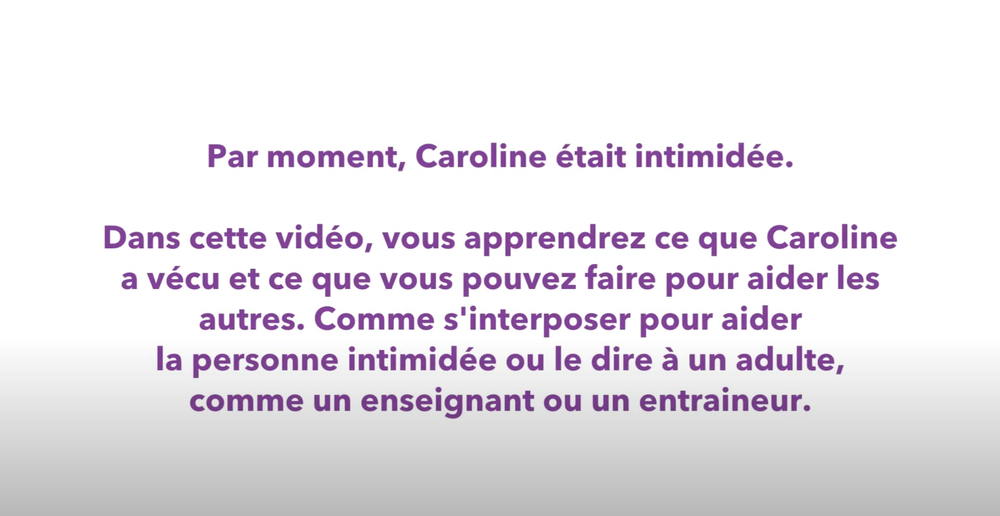 Par moment, Caroline était intimidée.
Dans cette vidéo, vous apprendrez ce que Caroline
a vécu et ce que vous pouvez faire pour aider les
autres. Comme s'interposer pour aider
la personne intimidée ou le dire à un adulte,
comme un enseignant ou un entraineur.